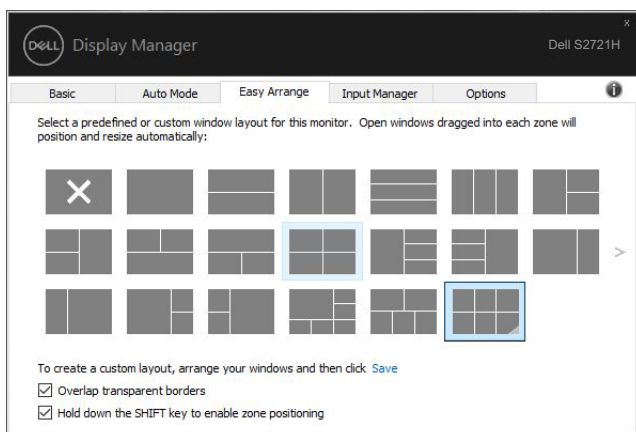 x
DELL Display Manager
Dell S2721H
Basic Auto Mode Easy Arrange Input Manager Options
Select a predefined or custom window layout for this monitor. Open windows dragged into each zone will
position and resize automatically:
>
To create a custom layout, arrange your windows and then click Save
Overlap transparent borders
Hold down the SHIFT key to enable zone positioning